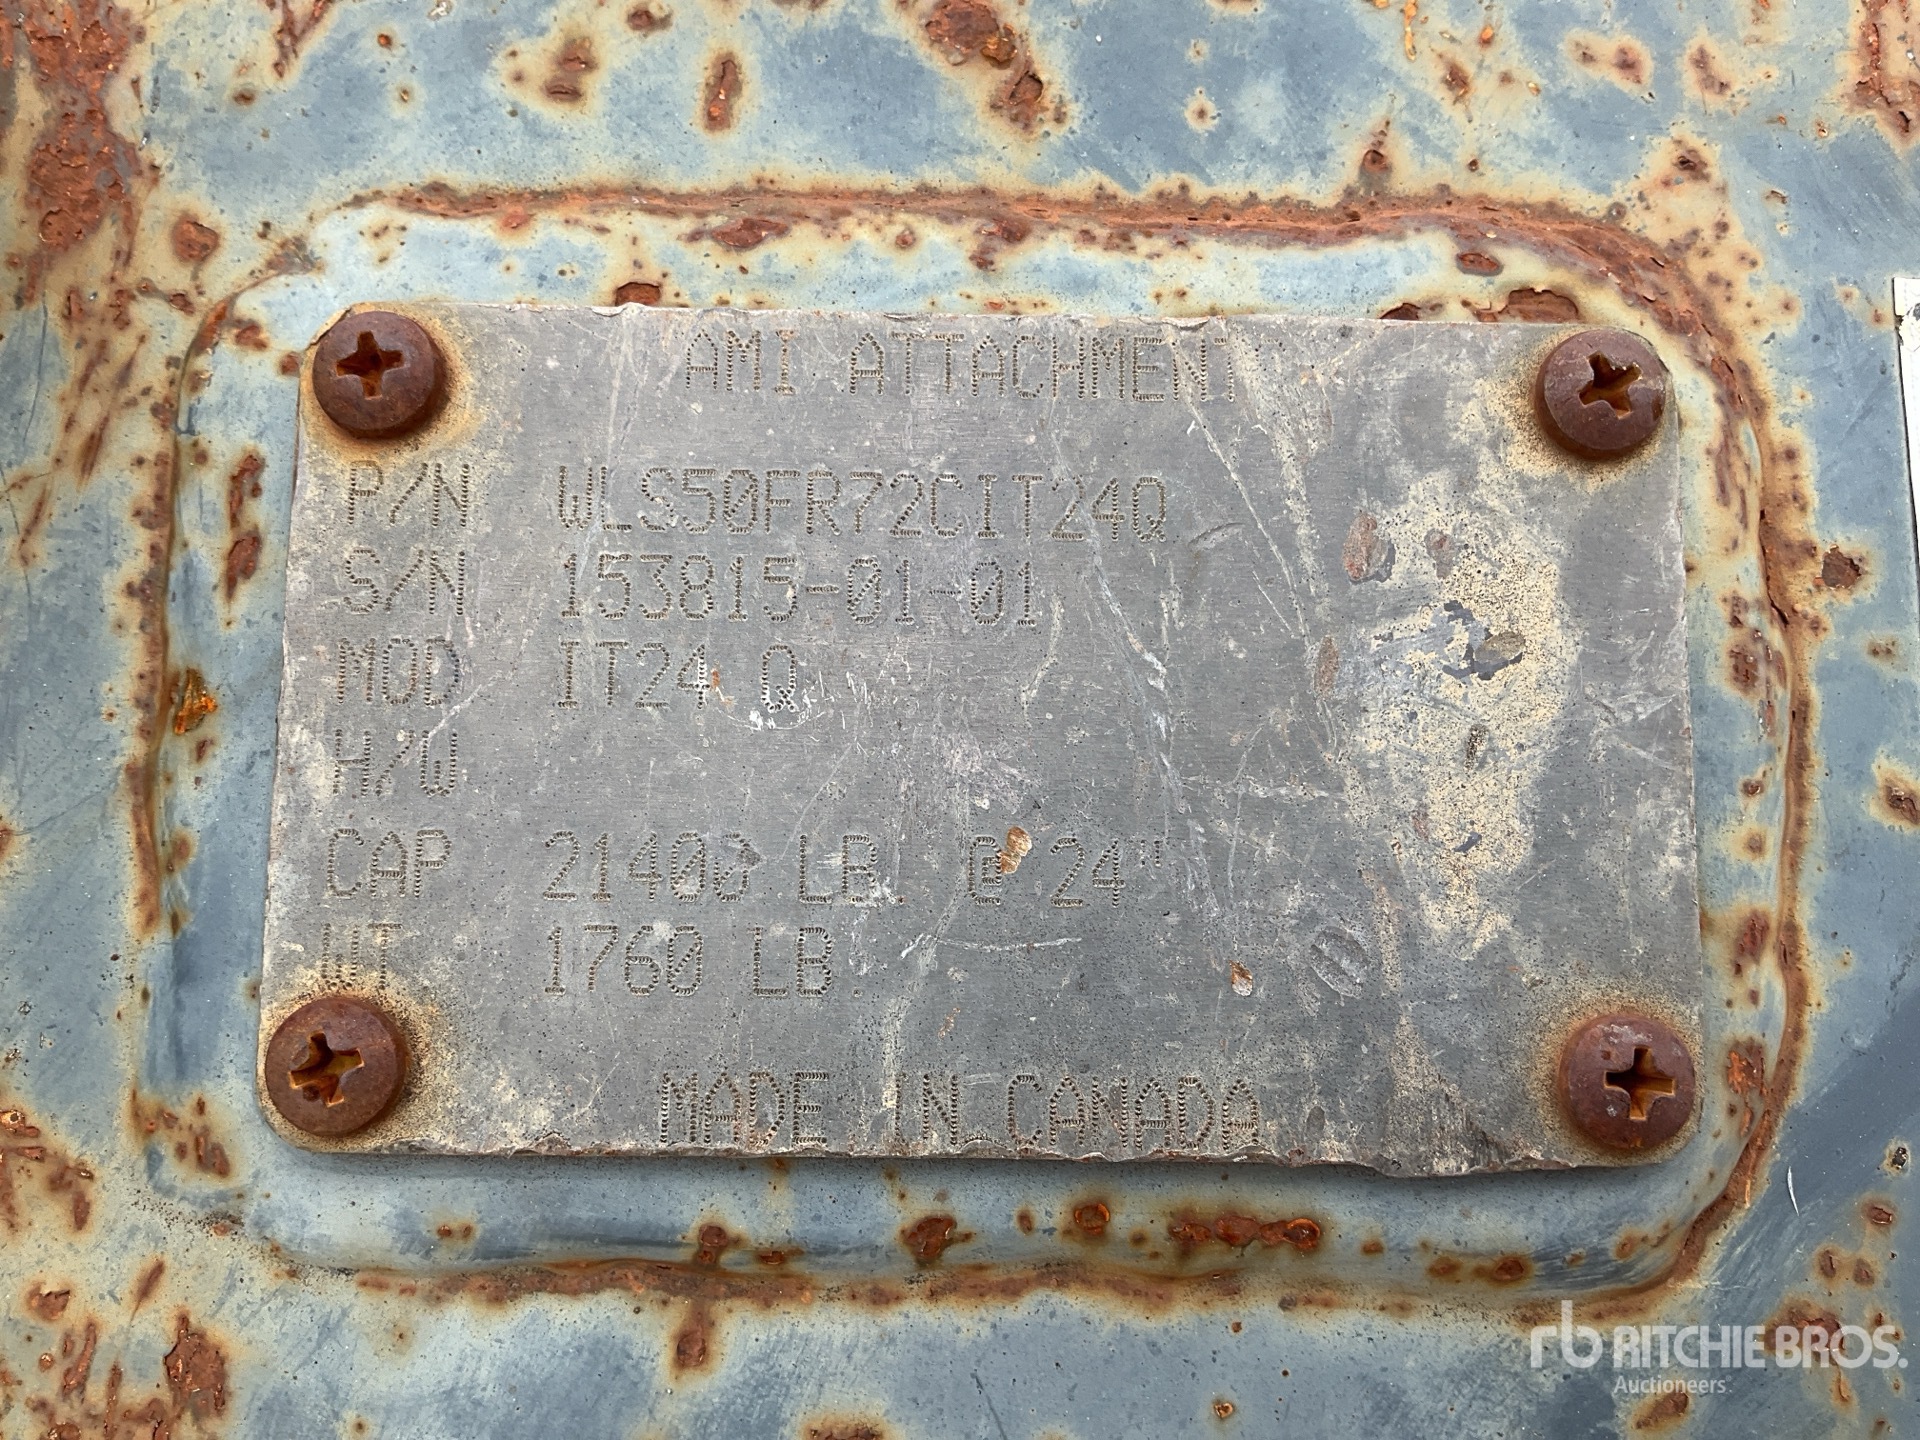 AMI ATTACHMENT
P/N WLS50FR72CIT24Q
S/N 153815-01-01
MOD IT24 Q
H/W
CAP 21400 LB. @ 24"
WT 1760 LB.
MADE IN CANADA
rb RITCHIE BROS.
Auctioneers